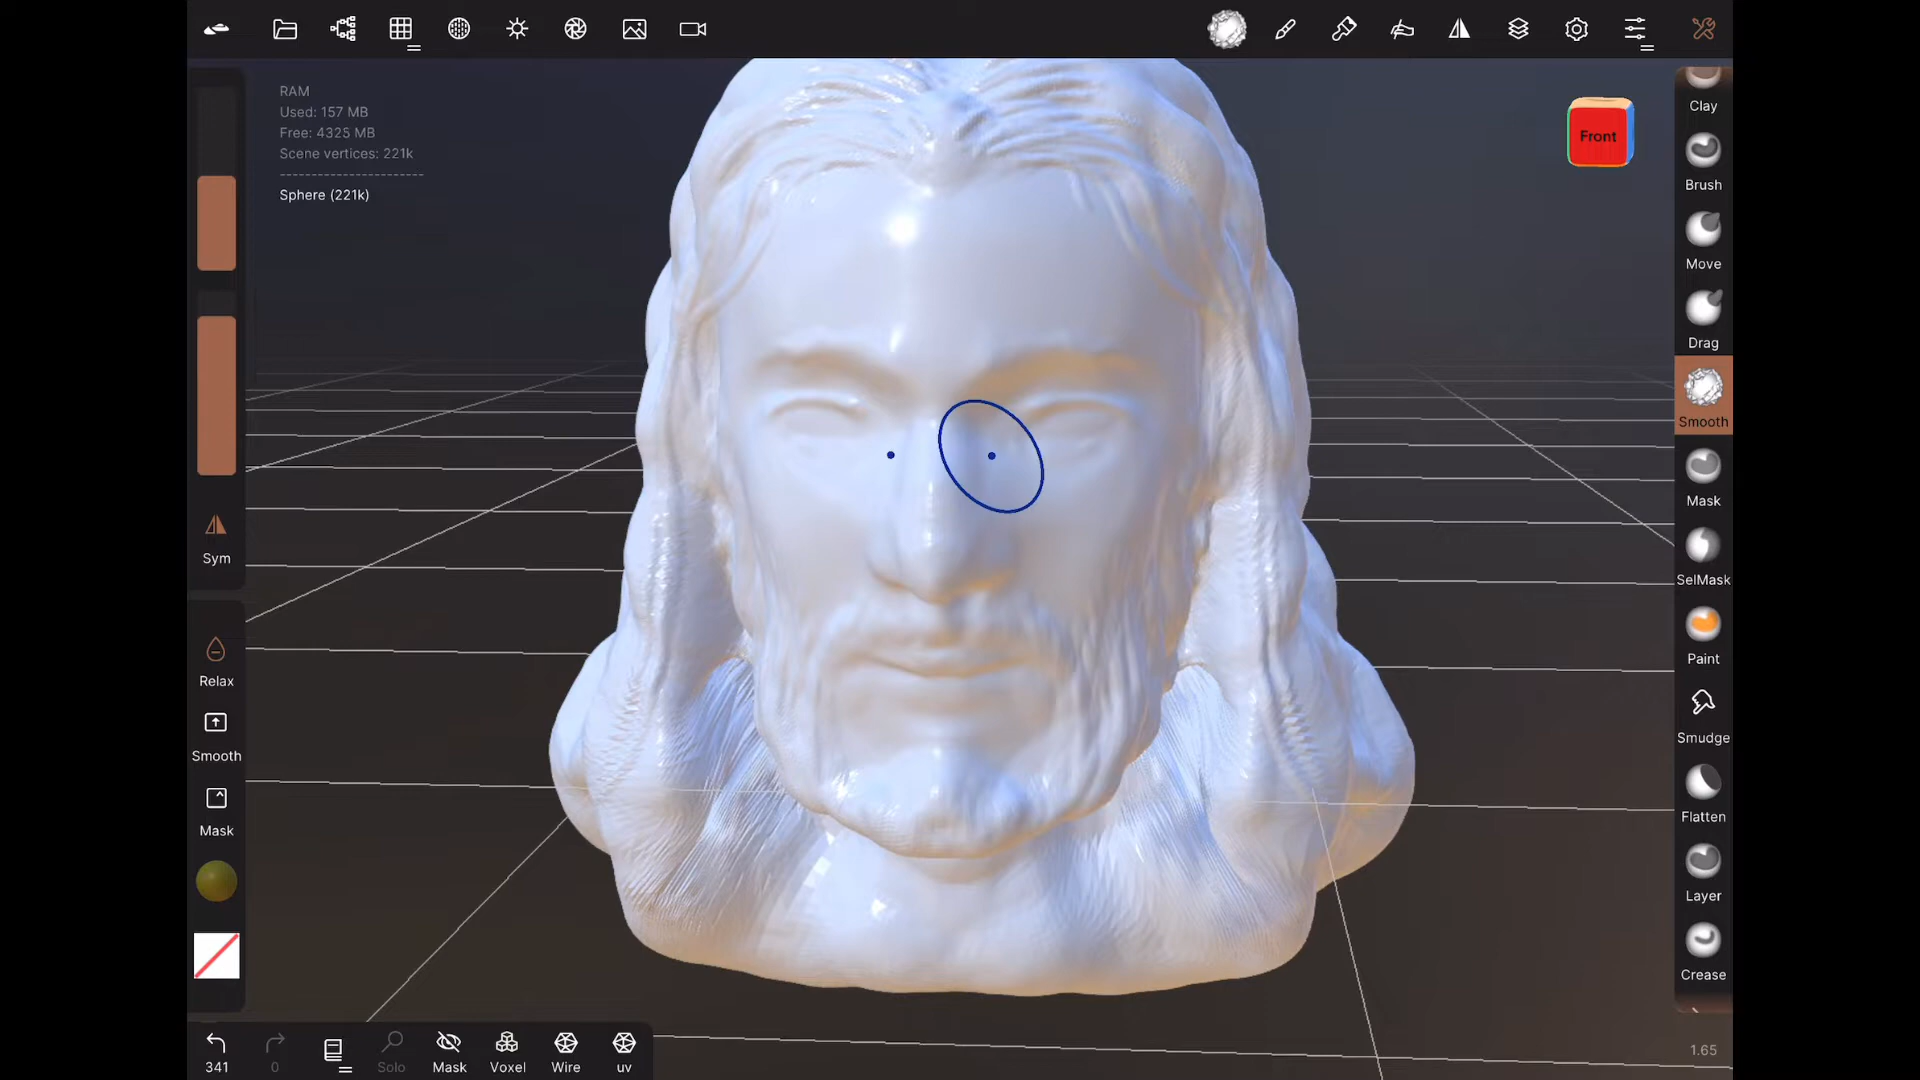 RAM
Used: 157 MB
Free: 4325 MB
Scene vertices: 221k
------------------------
Sphere (221k)
Front
Sym
Relax
Smooth
Mask
341
0
Solo
Mask
Voxel
Wire
uv
Clay
Brush
Move
Drag
Smooth
Mask
SelMask
Paint
Smudge
Flatten
Layer
Crease
1.65